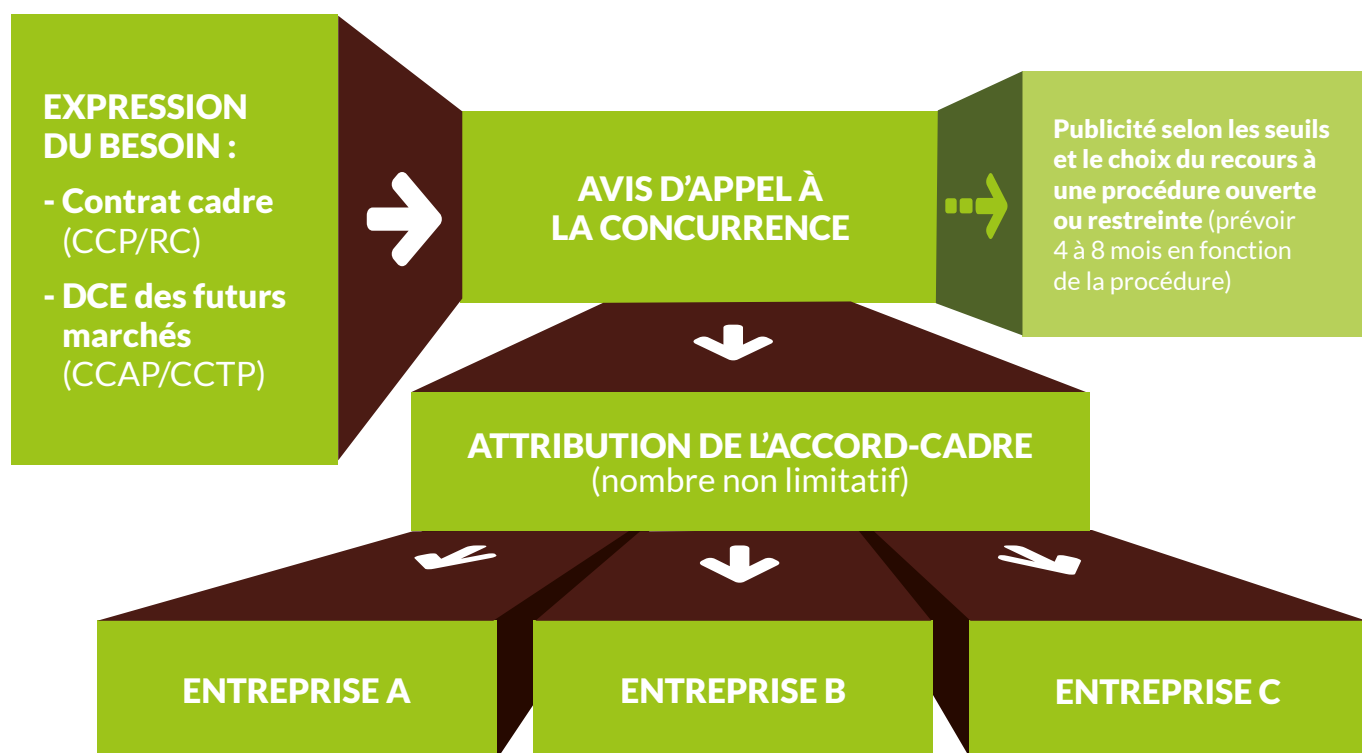 EXPRESSION
DU BESOIN :
- Contrat cadre
(CCP/RC)
- DCE des futurs
marchés
(CCAP/CCTP)
AVIS D’APPEL À
LA CONCURRENCE
Publicité selon les seuils
et le choix du recours à
une procédure ouverte
ou restreinte (prévoir
4 à 8 mois en fonction
de la procédure)
ATTRIBUTION DE L’ACCORD-CADRE
(nombre non limitatif)
ENTREPRISE A
ENTREPRISE B
ENTREPRISE C